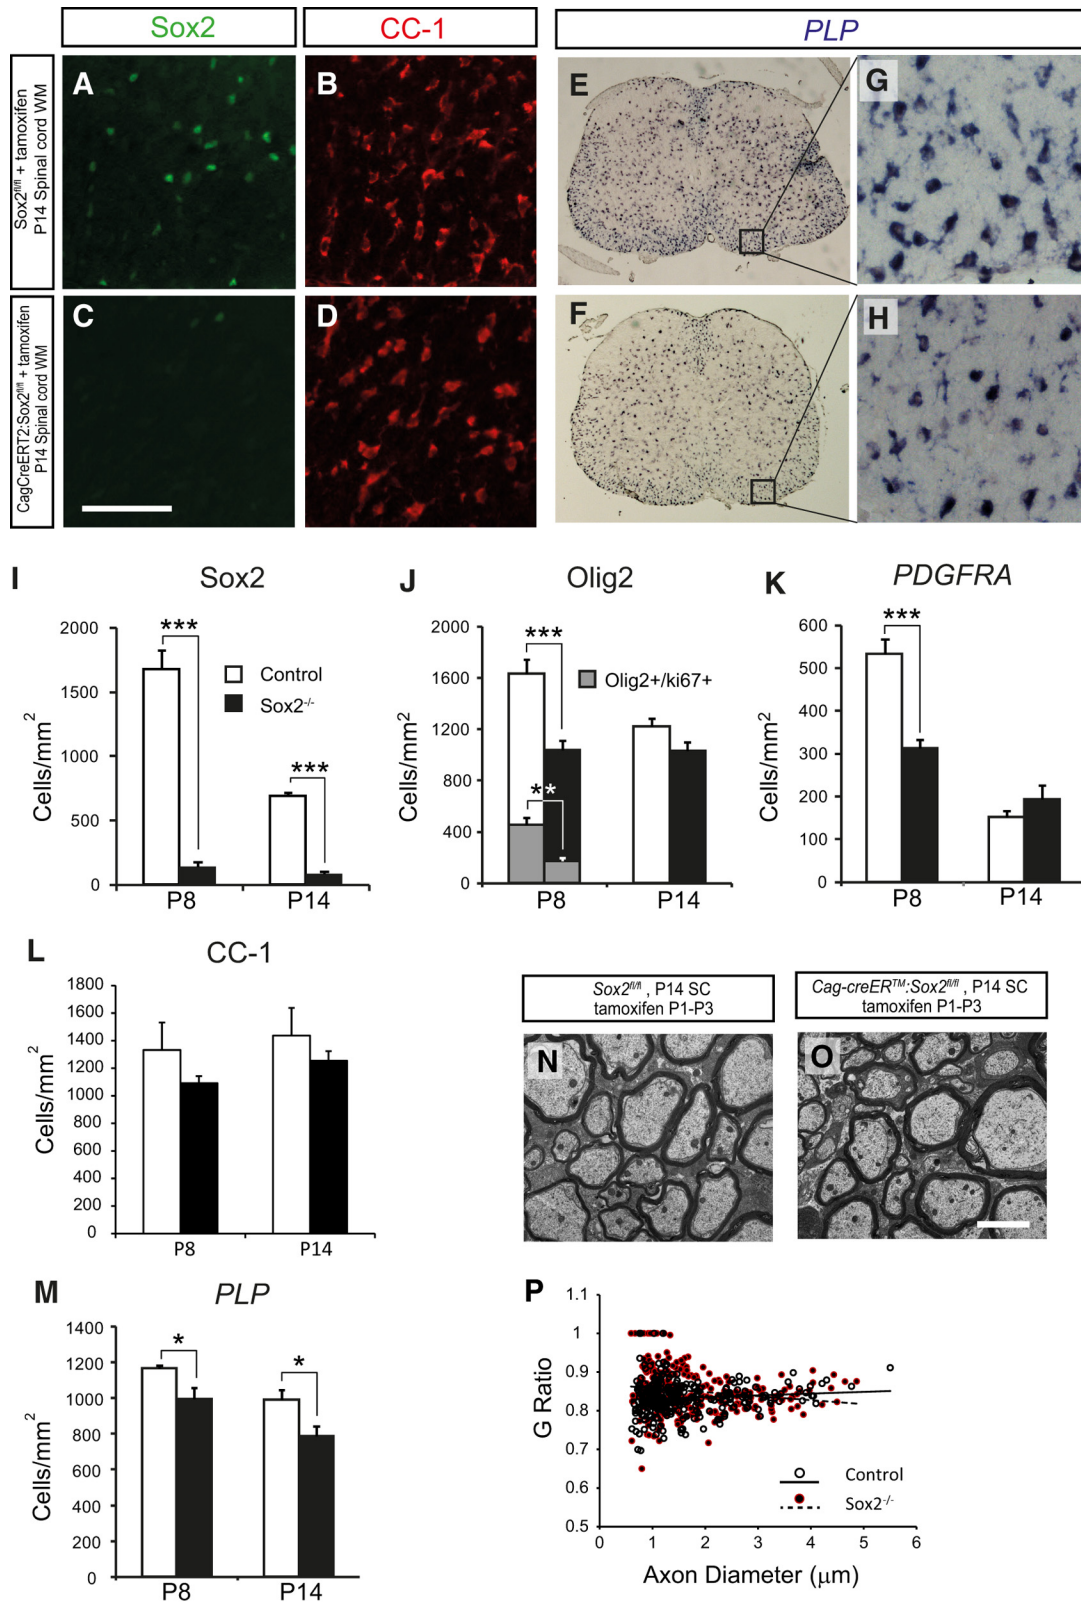 Sox2
CC-1
PLP
Sox2fl/fl + tamoxifen
P14 Spinal cord WM
A
B
E
G
CagCreERT2:Sox2fl/fl + tamoxifen
P14 Spinal cord WM
C
D
F
H
I
Sox2
2000
1500
1000
500
0
Cells/mm2
***
***
Control
Sox2-/-
P8
P14
J
Olig2
2000
1600
1200
800
400
0
Cells/mm2
***
**
Olig2+/ki67+
P8
P14
K
PDGFRA
600
500
400
300
200
100
0
Cells/mm2
***
P8
P14
L
CC-1
1800
1600
1400
1200
1000
800
600
400
200
0
Cells/mm2
P8
P14
Sox2fl/fl , P14 SC
tamoxifen P1-P3
Cag-creERTM:Sox2fl/fl , P14 SC
tamoxifen P1-P3
N
O
M
PLP
1400
1200
1000
800
600
400
200
0
Cells/mm2
*
*
P8
P14
P
1.1
1
0.9
0.8
0.7
0.6
0.5
G Ratio
Control
Sox2-/-
0
1
2
3
4
5
6
Axon Diameter (µm)